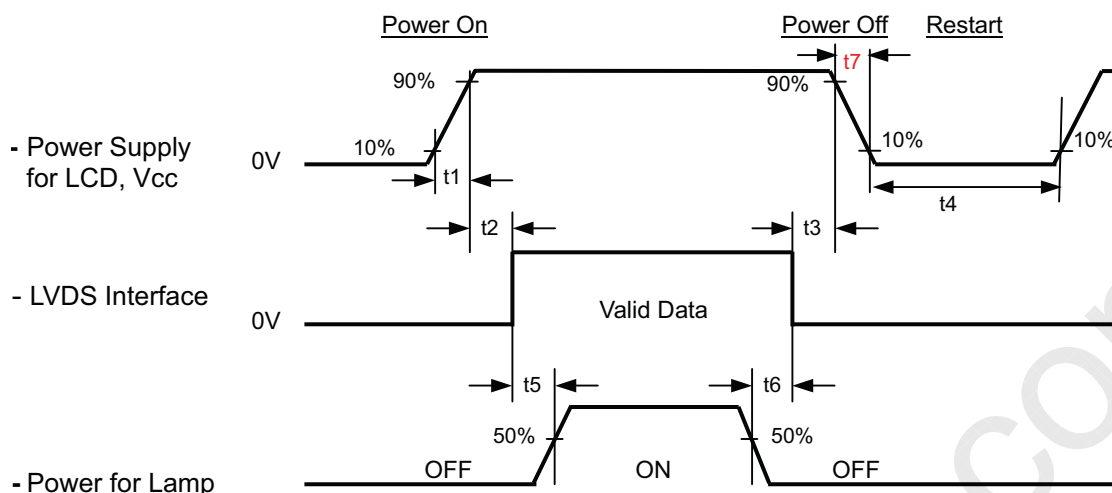 Power On
Power Off
Restart
t7
90%
90%
- Power Supply
for LCD, Vcc
0V
10%
10%
10%
t1
t4
t2
t3
- LVDS Interface
0V
Valid Data
t5
t6
50%
50%
- Power for Lamp
OFF
ON
OFF
com